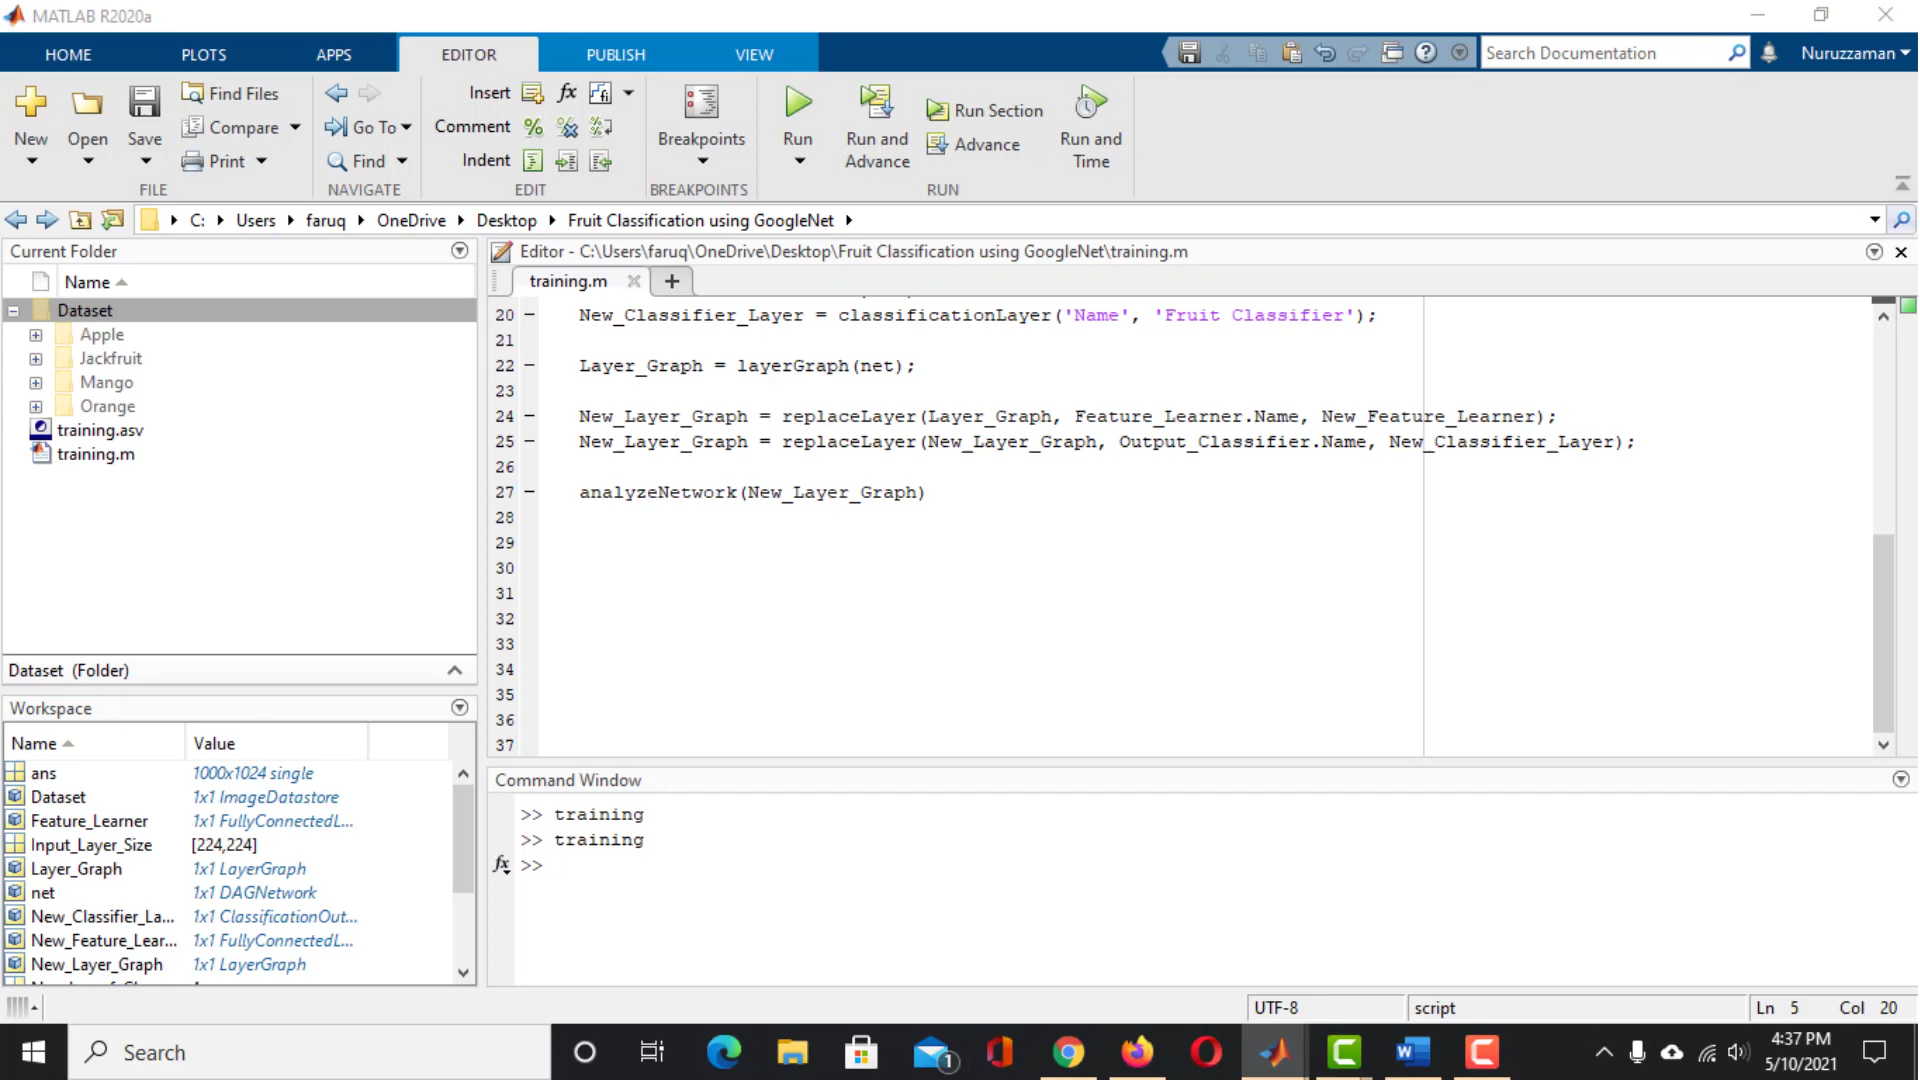 MATLAB R2020a
HOME PLOTS APPS EDITOR PUBLISH VIEW
Search Documentation
Nuruzzaman
New Open Save
Find Files
Compare
Print
FILE
Go To
Find
NAVIGATE
Insert
Comment
Indent
EDIT
Breakpoints
BREAKPOINTS
Run
Run and Advance
Run Section
Advance
Run and Time
RUN
C: Users faruq OneDrive Desktop Fruit Classification using GoogleNet
Current Folder
Name
Dataset
Apple
Jackfruit
Mango
Orange
training.asv
training.m
Dataset (Folder)
Editor - C:\Users\faruq\OneDrive\Desktop\Fruit Classification using GoogleNet\training.m
training.m
20 New_Classifier_Layer = classificationLayer('Name', 'Fruit Classifier');
21
22 Layer_Graph = layerGraph(net);
23
24 New_Layer_Graph = replaceLayer(Layer_Graph, Feature_Learner.Name, New_Feature_Learner);
25 New_Layer_Graph = replaceLayer(New_Layer_Graph, Output_Classifier.Name, New_Classifier_Layer);
26
27 analyzeNetwork(New_Layer_Graph)
28
29
30
31
32
33
34
35
36
37
Workspace
Name Value
ans 1000x1024 single
Dataset 1x1 ImageDatastore
Feature_Learner 1x1 FullyConnectedL...
Input_Layer_Size [224,224]
Layer_Graph 1x1 LayerGraph
net 1x1 DAGNetwork
New_Classifier_La... 1x1 ClassificationOut...
New_Feature_Lear... 1x1 FullyConnectedL...
New_Layer_Graph 1x1 LayerGraph
Command Window
>> training
>> training
fx >>
UTF-8 script Ln 5 Col 20
Search
1
4:37 PM
5/10/2021